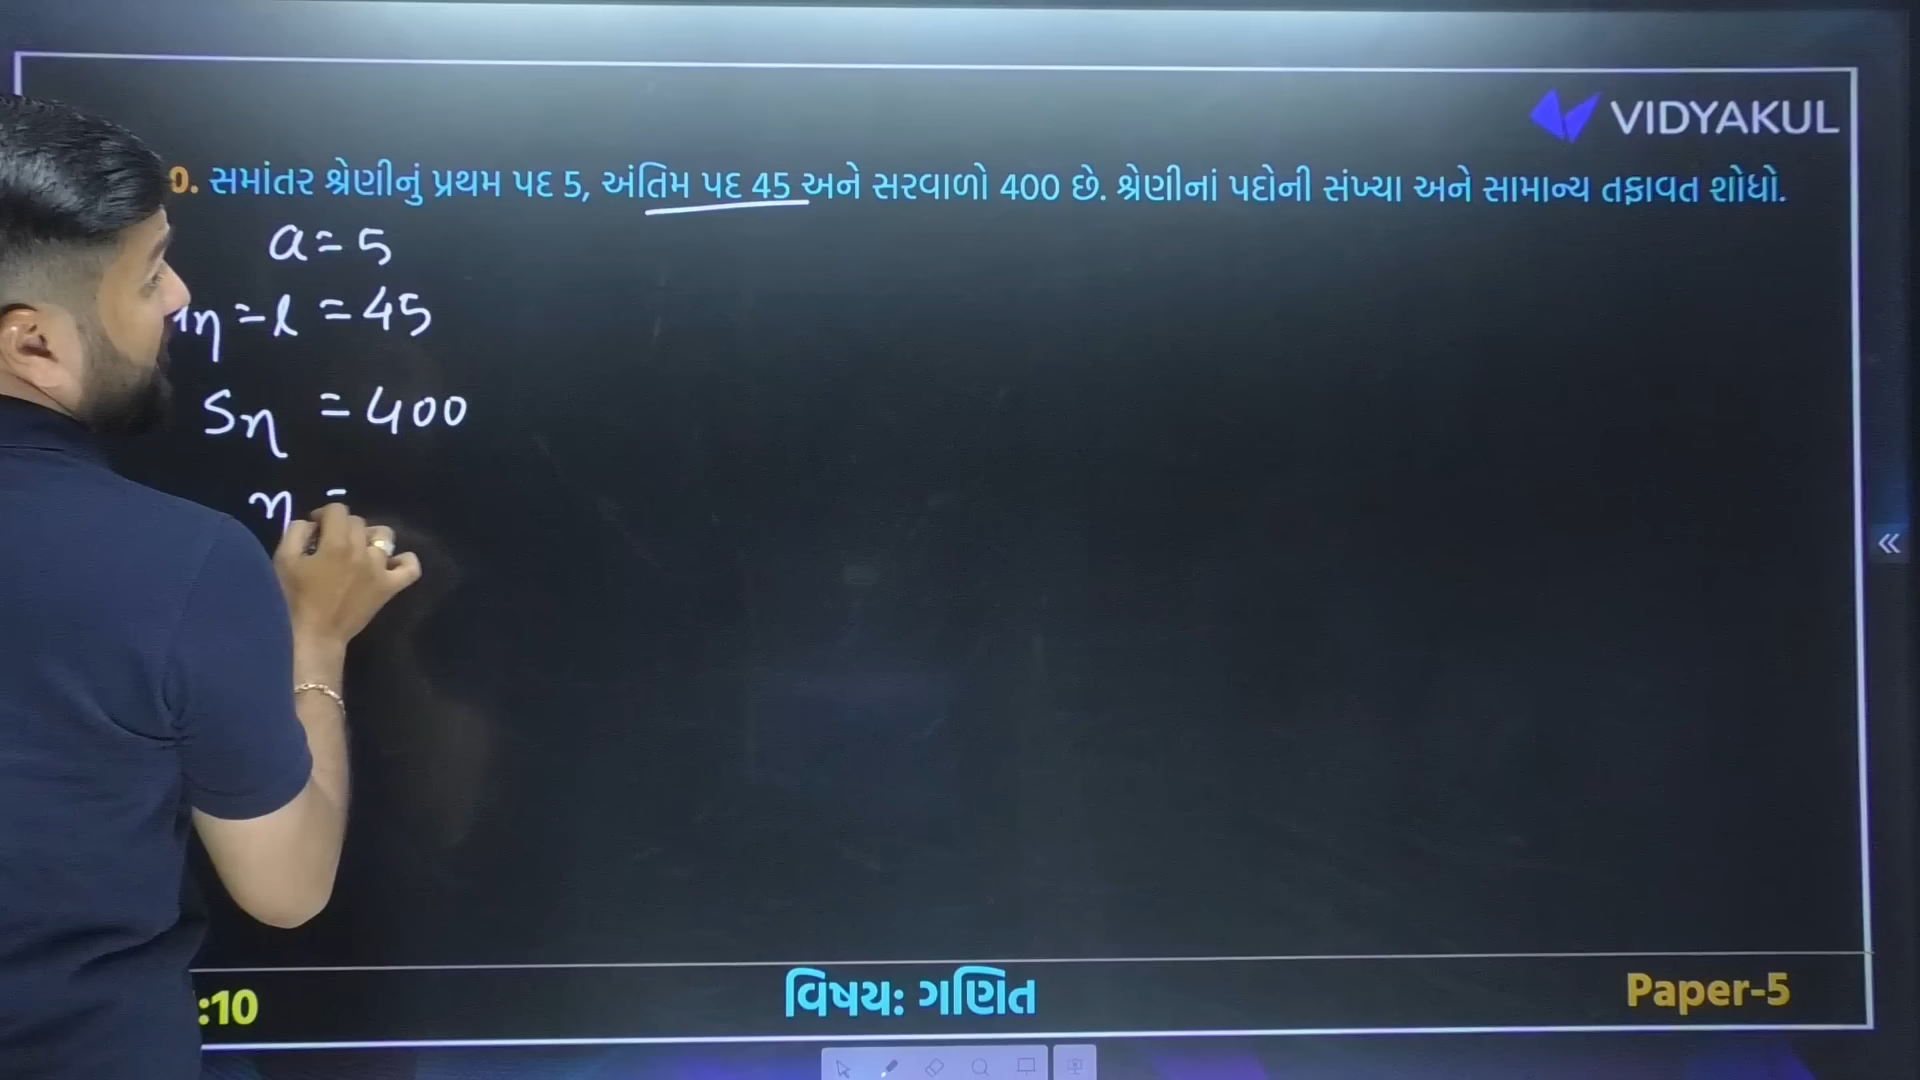 VIDYAKUL
0. સમાંતર શ્રેણીનું પ્રથમ પદ 5, અંતિમ પદ 45 અને સરવાળો 400 છે. શ્રેણીનાં પદોની સંખ્યા અને સામાન્ય તફાવત શોધો.
a = 5
n = l = 45
Sn = 400
n =
:10
વિષય: ગણિત
Paper-5